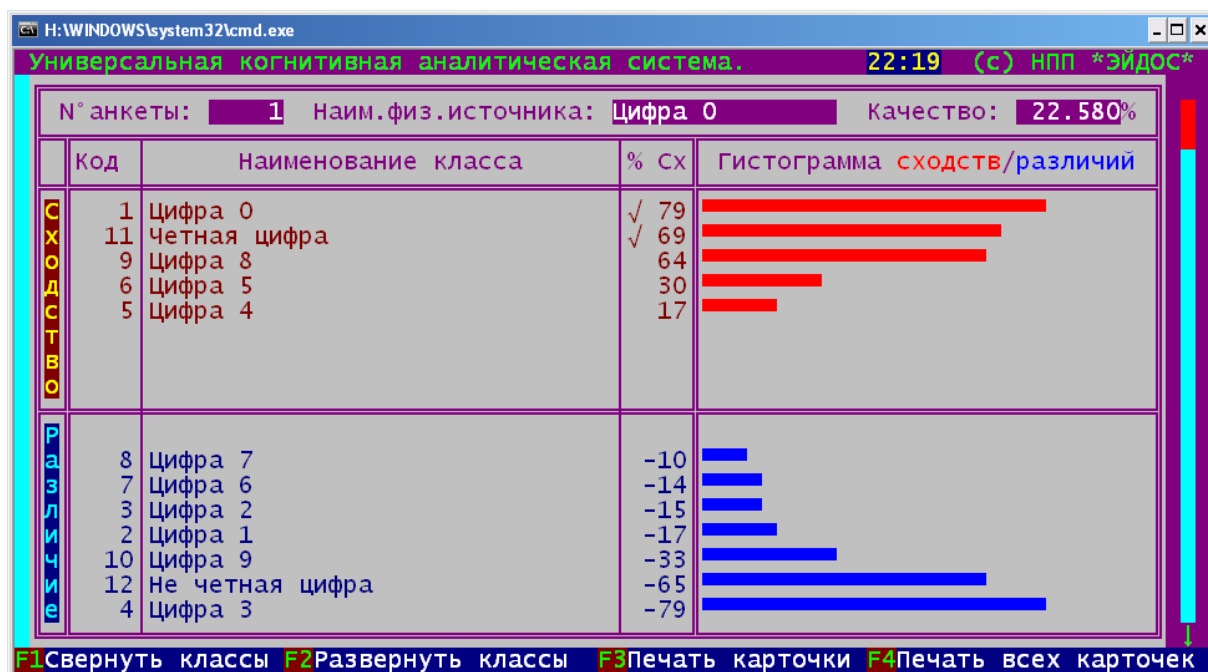 H:\WINDOWS\system32\cmd.exe
Универсальная когнитивная аналитическая система. 22:19 (с) НПП *ЭЙДОС*
N°анкеты: 1 Наим.физ.источника: Цифра 0 Качество: 22.580%
Код Наименование класса % Сх Гистограмма сходств/различий
Сходство
1 Цифра 0 √ 79
11 Четная цифра √ 69
9 Цифра 8 64
6 Цифра 5 30
5 Цифра 4 17
Различие
8 Цифра 7 -10
7 Цифра 6 -14
3 Цифра 2 -15
2 Цифра 1 -17
10 Цифра 9 -33
12 Не четная цифра -65
4 Цифра 3 -79
F1Свернуть классы F2Развернуть классы F3Печать карточки F4Печать всех карточек